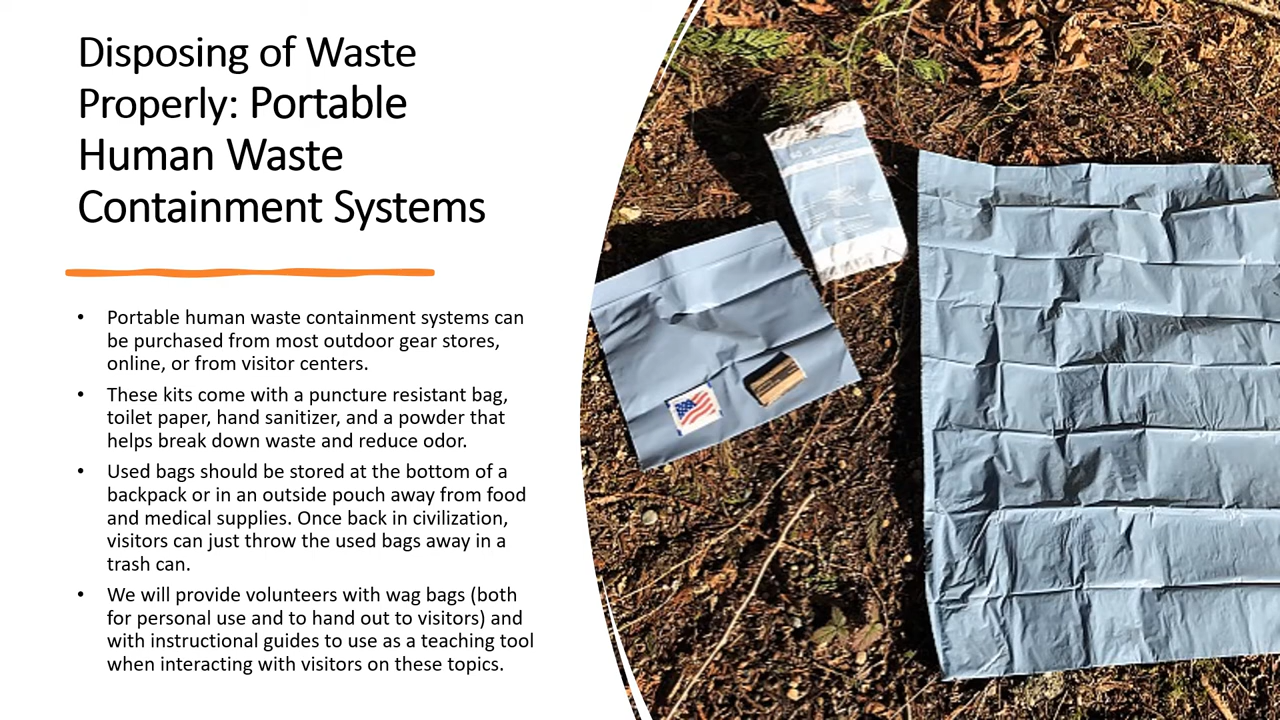 Disposing of Waste
Properly: Portable
Human Waste
Containment Systems
• Portable human waste containment systems can
be purchased from most outdoor gear stores,
online, or from visitor centers.
• These kits come with a puncture resistant bag,
toilet paper, hand sanitizer, and a powder that
helps break down waste and reduce odor.
• Used bags should be stored at the bottom of a
backpack or in an outside pouch away from food
and medical supplies. Once back in civilization,
visitors can just throw the used bags away in a
trash can.
• We will provide volunteers with wag bags (both
for personal use and to hand out to visitors) and
with instructional guides to use as a teaching tool
when interacting with visitors on these topics.